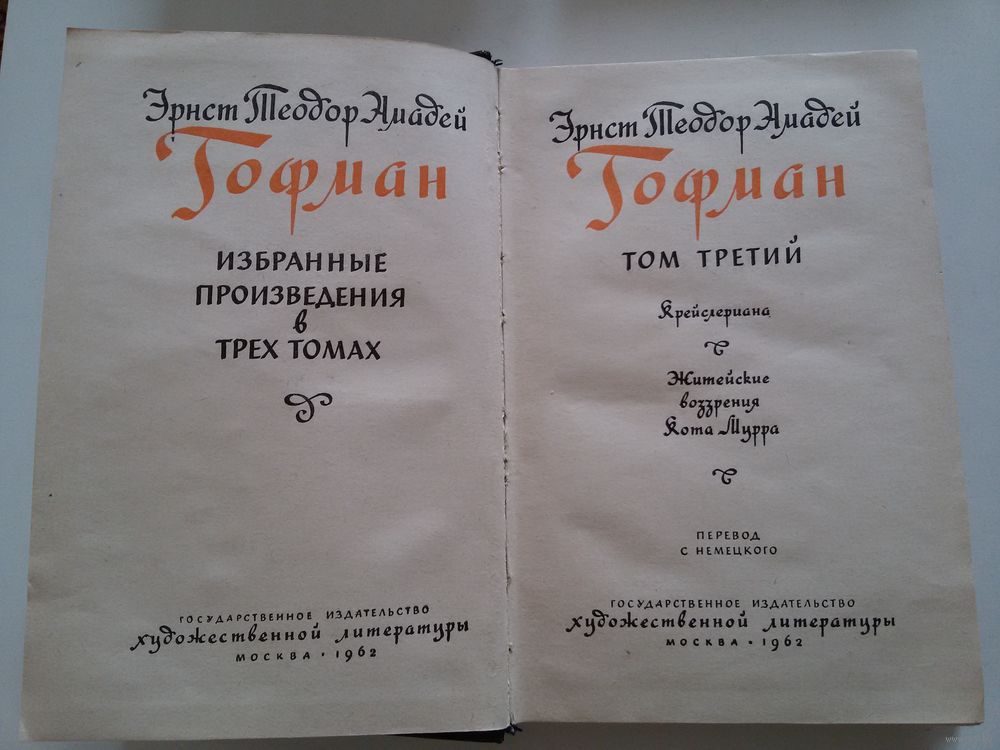 Эрнст Теодор Амадей
Гофман
ИЗБРАННЫЕ
ПРОИЗВЕДЕНИЯ
в
ТРЕХ ТОМАХ
ГОСУДАРСТВЕННОЕ ИЗДАТЕЛЬСТВО
художественной литературы
МОСКВА • 1962
Эрнст Теодор Амадей
Гофман
ТОМ ТРЕТИЙ
Крейслериана
Житейские
воззрения
Кота Мурра
ПЕРЕВОД
С НЕМЕЦКОГО
ГОСУДАРСТВЕННОЕ ИЗДАТЕЛЬСТВО
художественной литературы
МОСКВА • 1962